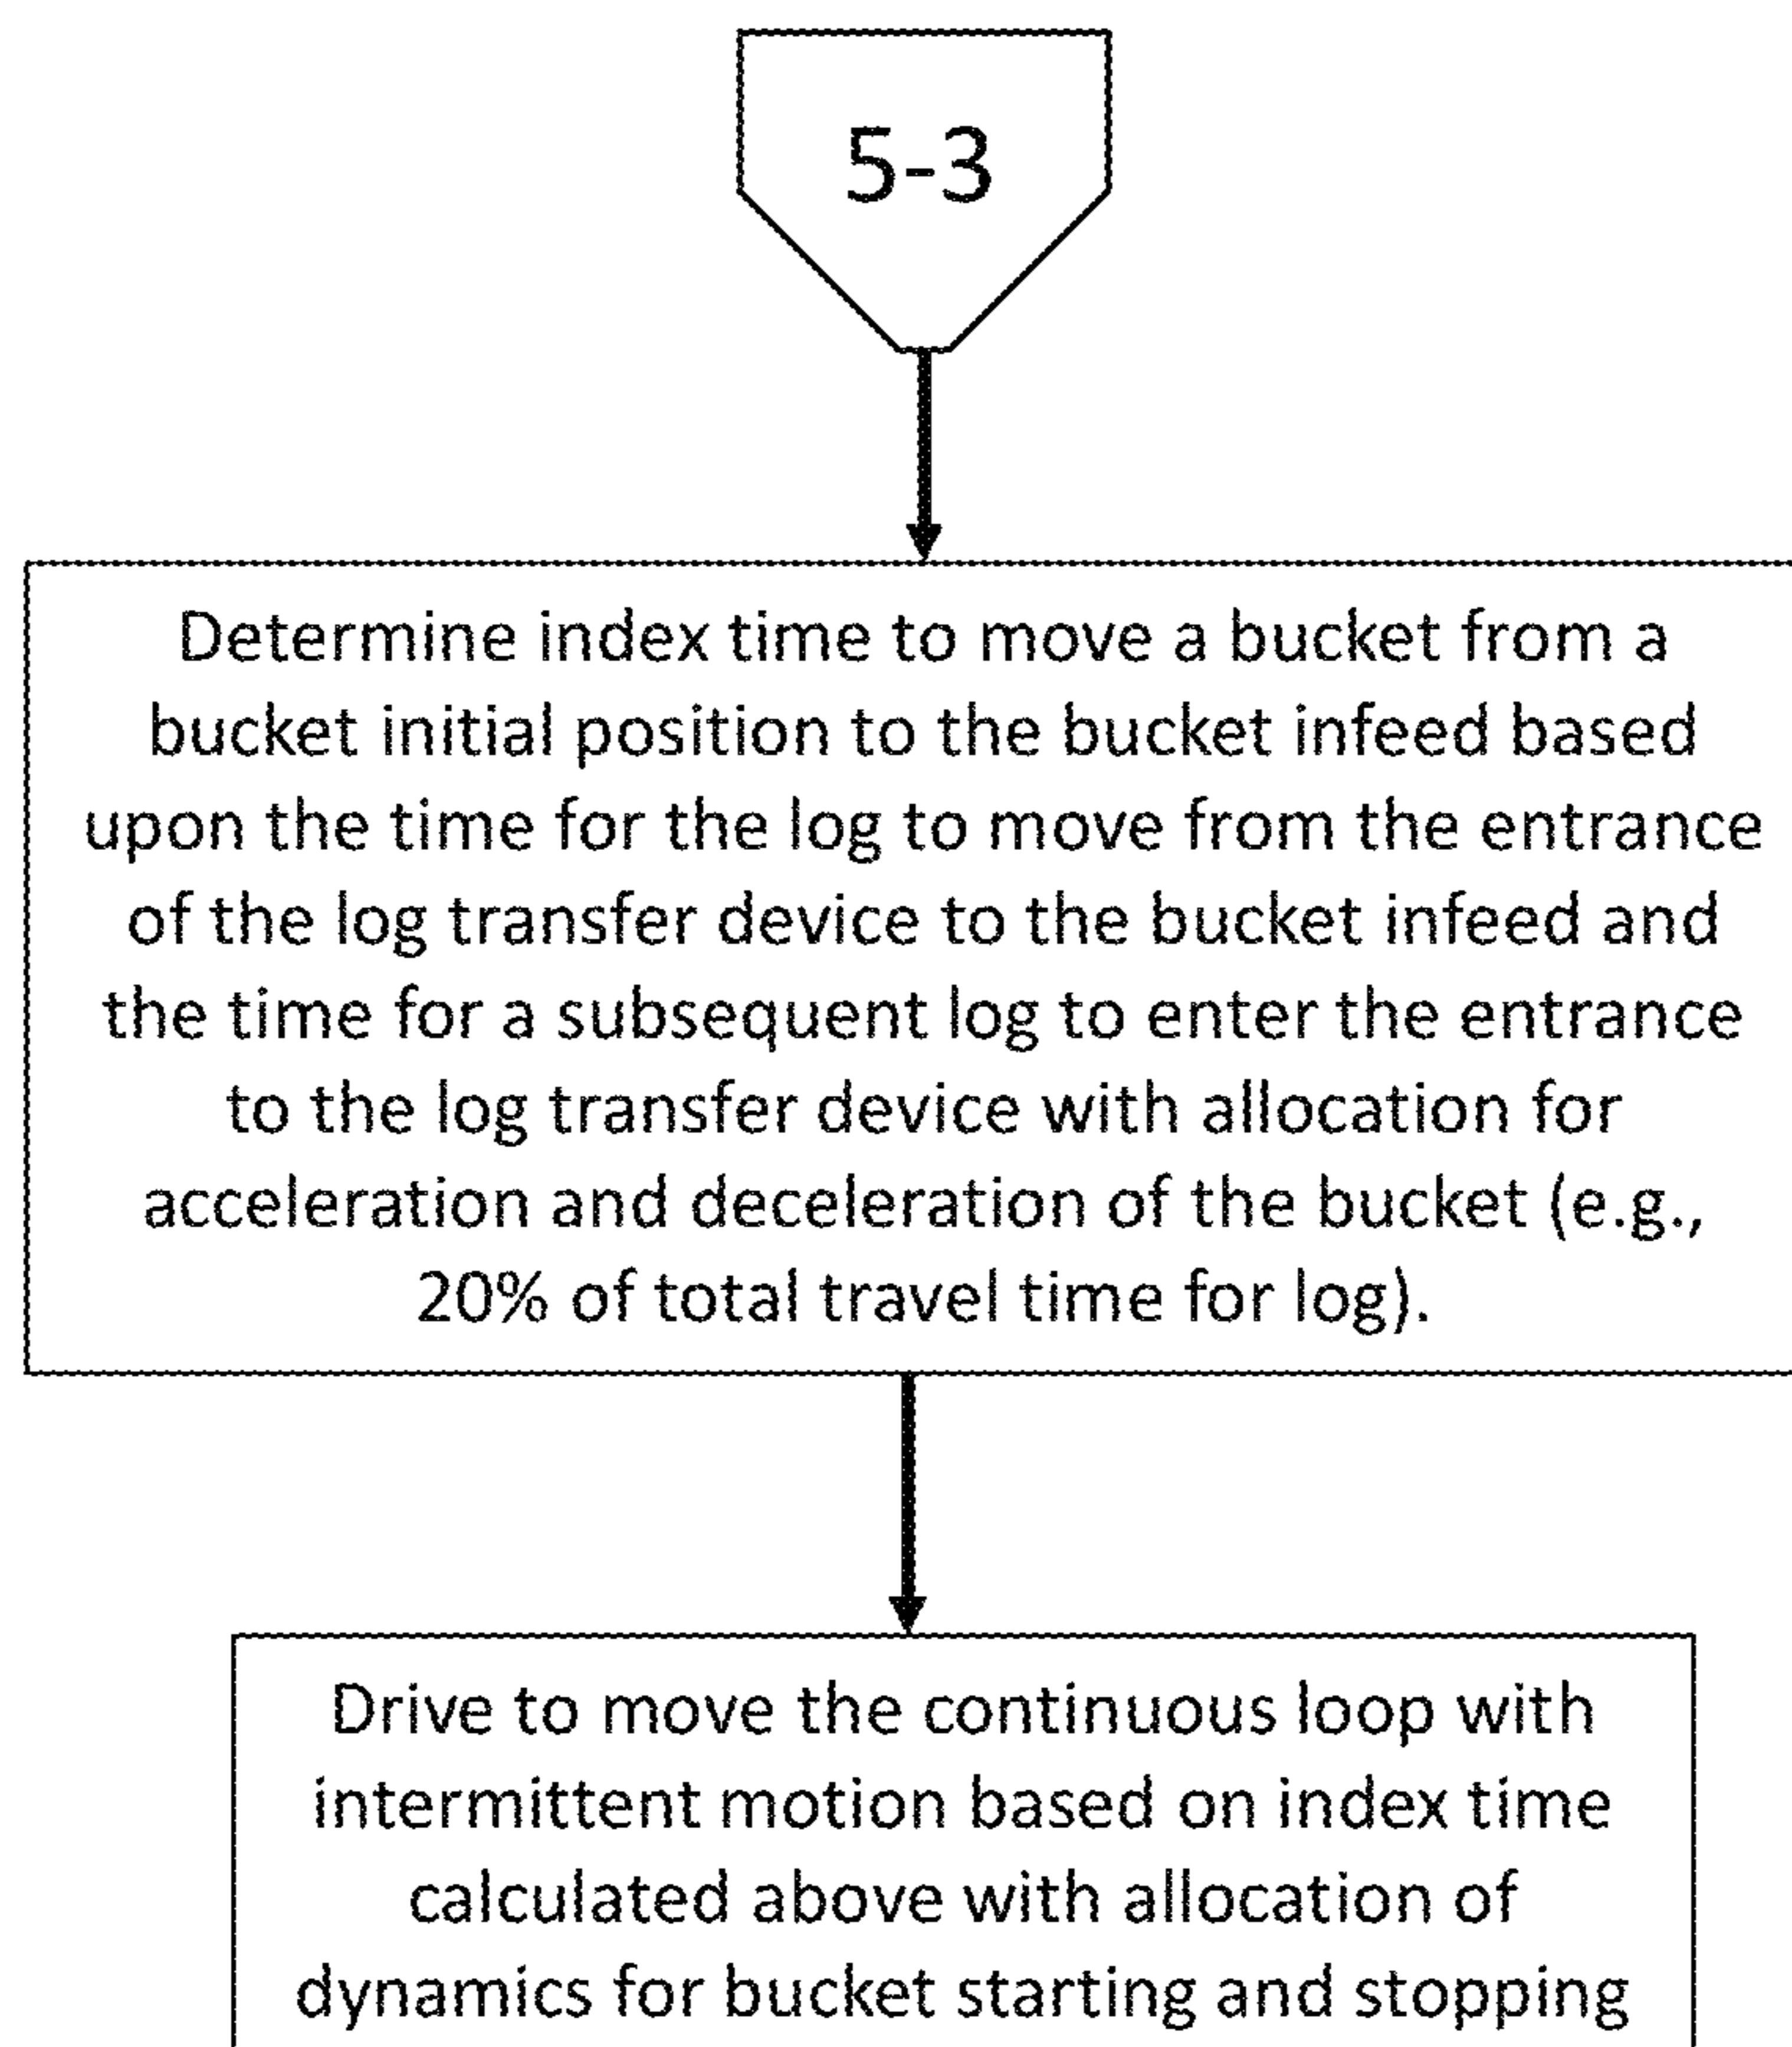 5-3
Determine index time to move a bucket from a
bucket initial position to the bucket infeed based
upon the time for the log to move from the entrance
of the log transfer device to the bucket infeed and
the time for a subsequent log to enter the entrance
to the log transfer device with allocation for
acceleration and deceleration of the bucket (e.g.,
20% of total travel time for log).
Drive to move the continuous loop with
intermittent motion based on index time
calculated above with allocation of
dynamics for bucket starting and stopping